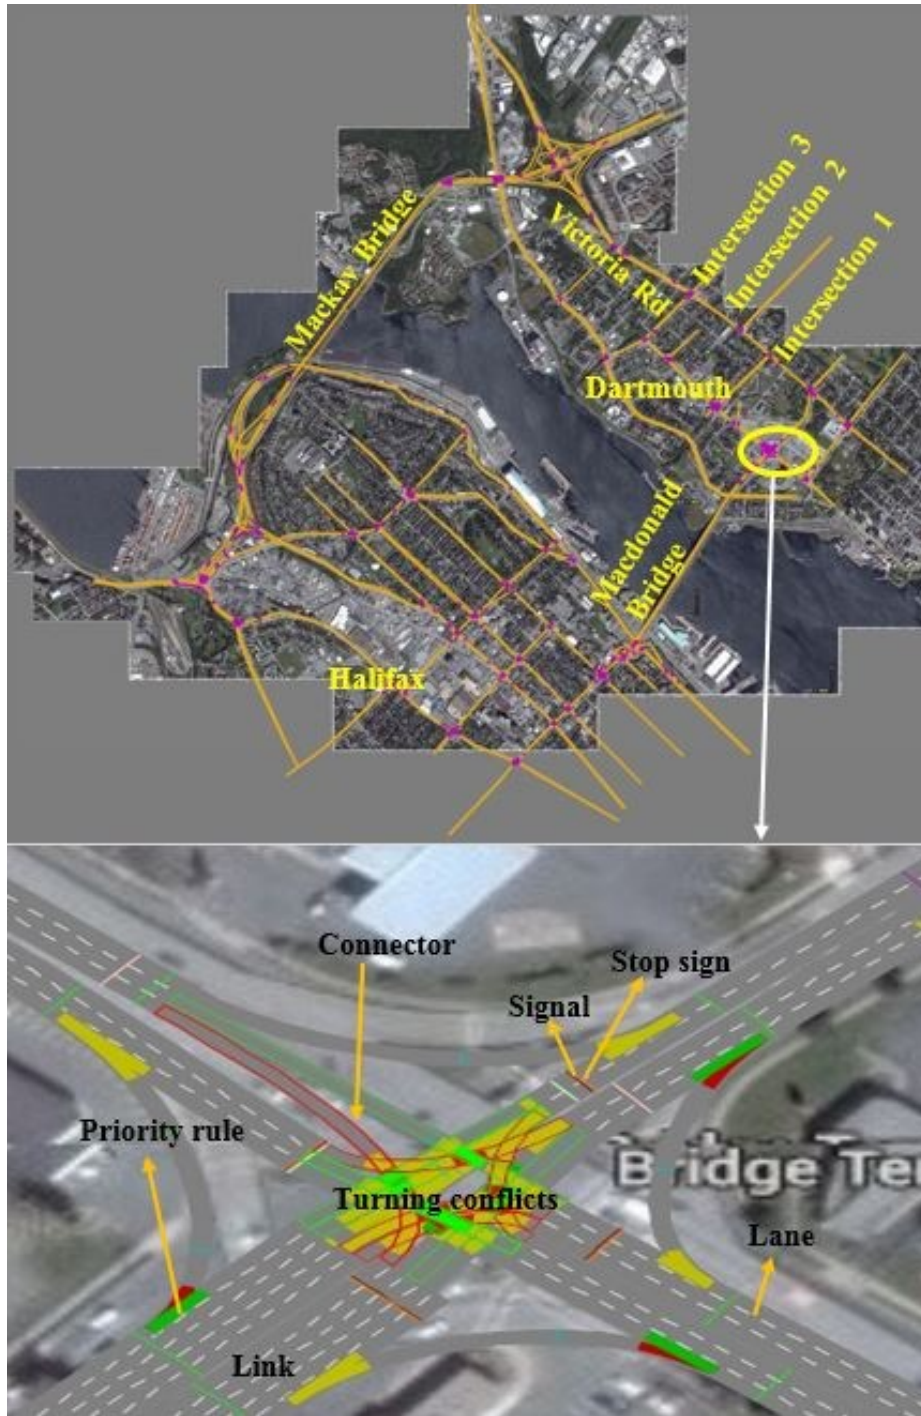 Mackay Bridge
Victoria Rd
Intersection 3
Intersection 2
Intersection 1
Dartmouth
Macdonald
Bridge
Halifax
Connector
Stop sign
Signal
Priority rule
Bridge Te
Turning conflicts
Lane
Link